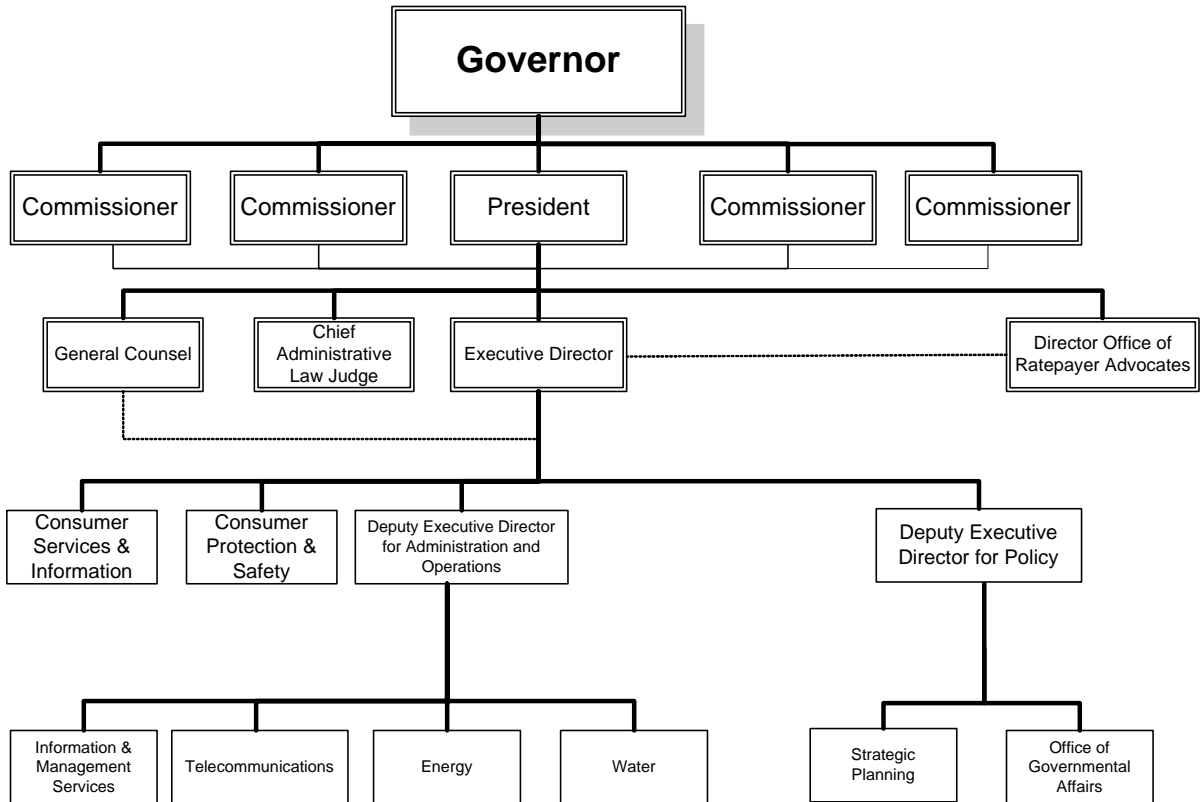 Governor
Commissioner
Commissioner
President
Commissioner
Commissioner
General Counsel
Chief
Administrative
Law Judge
Executive Director
Director Office of
Ratepayer Advocates
Consumer
Services &
Information
Consumer
Protection &
Safety
Deputy Executive Director
for Administration and
Operations
Deputy Executive
Director for Policy
Information &
Management
Services
Telecommunications
Energy
Water
Strategic
Planning
Office of
Governmental
Affairs